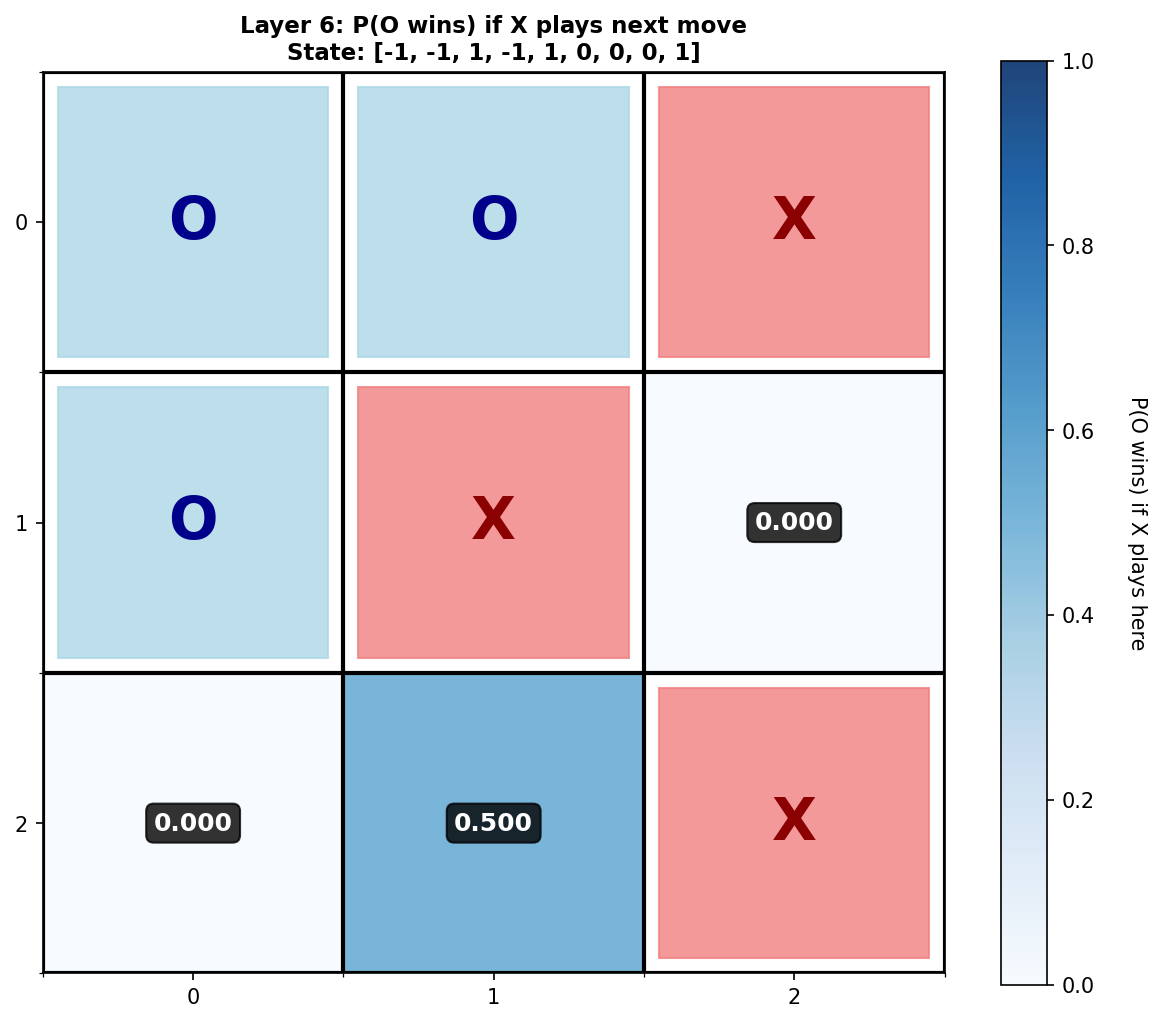 Layer 6: P(O wins) if X plays next move
State: [-1, -1, 1, -1, 1, 0, 0, 0, 1]
0
O
O
X
1
O
X
0.000
2
0.000
0.500
X
0
1
2
1.0
0.8
0.6
0.4
0.2
0.0
P(O wins) if X plays here